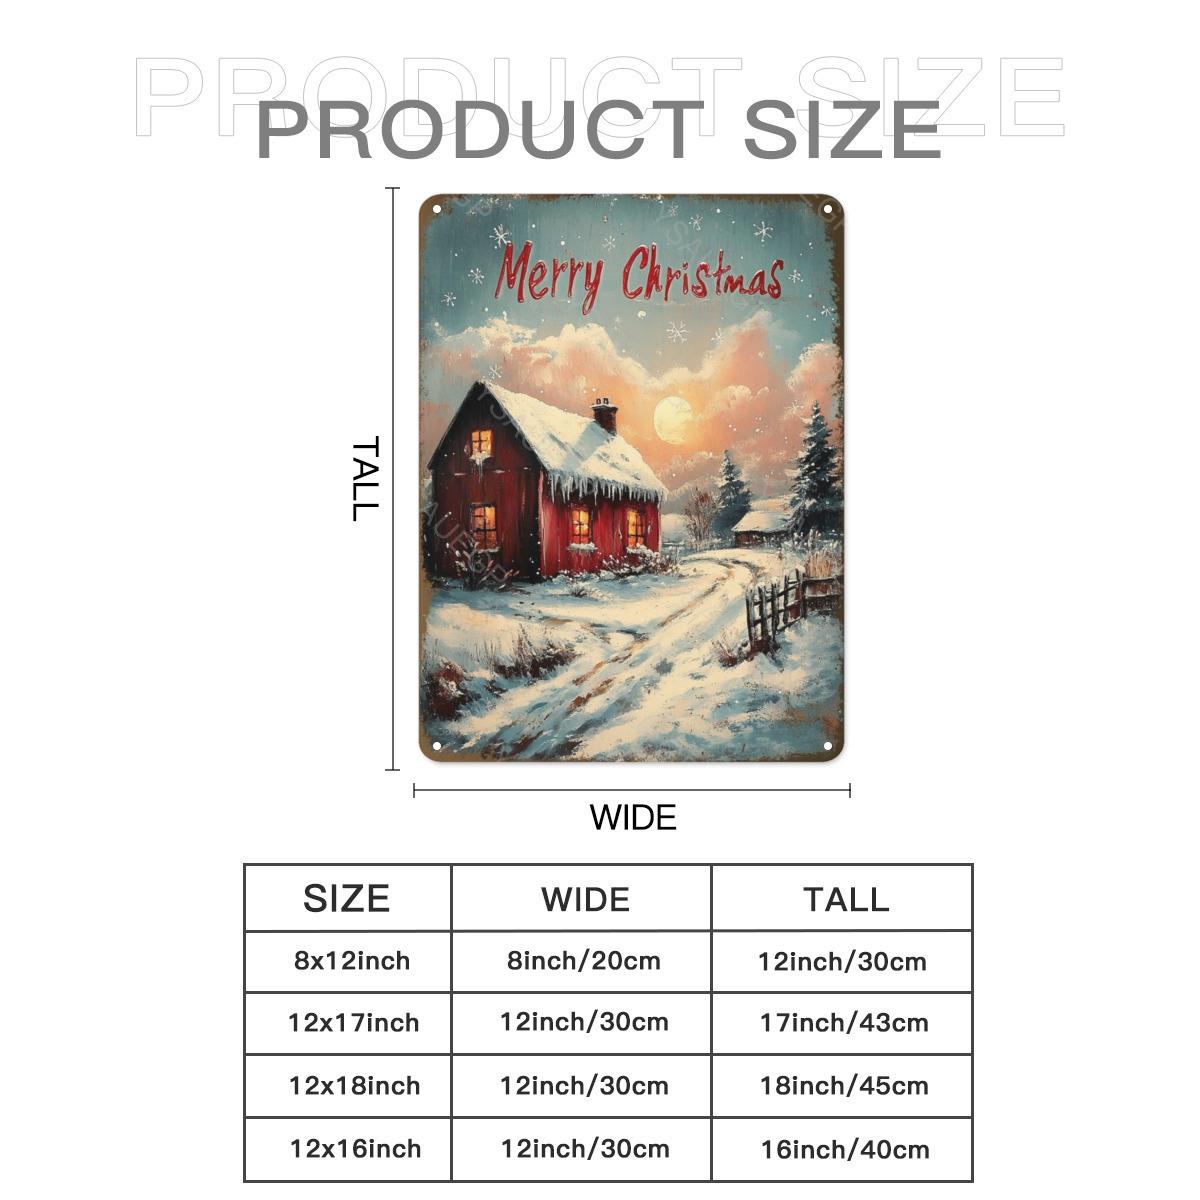 PRODUCT SIZE
PRODUCT SIZE
Merry Christmas
TALL
WIDE
SIZE WIDE TALL
8x12inch 8inch/20cm 12inch/30cm
12x17inch 12inch/30cm 17inch/43cm
12x18inch 12inch/30cm 18inch/45cm
12x16inch 12inch/30cm 16inch/40cm